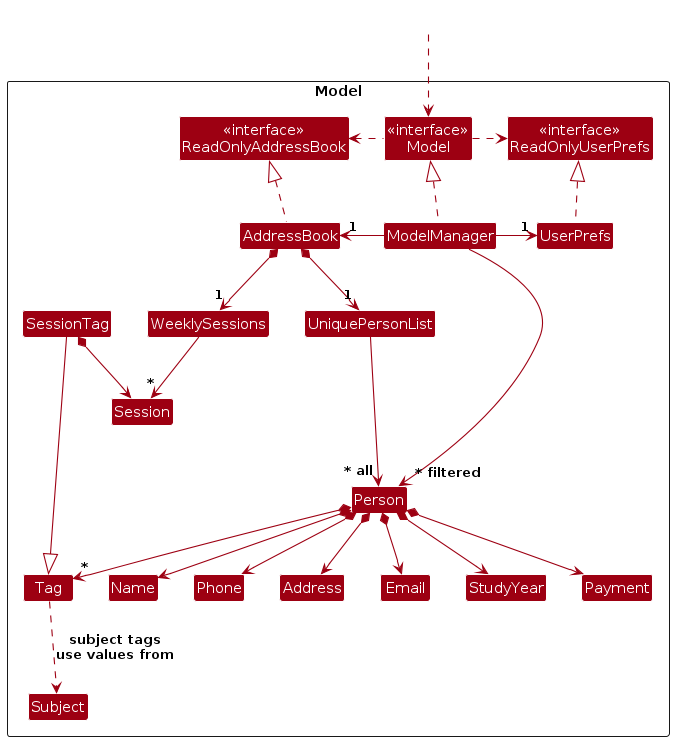 Model
«interface»
ReadOnlyAddressBook
«interface»
Model
«interface»
ReadOnlyUserPrefs
AddressBook
1
ModelManager
1
UserPrefs
1
1
SessionTag
WeeklySessions
UniquePersonList
*
Session
* all
* filtered
Person
*
Tag
Name
Phone
Address
Email
StudyYear
Payment
subject tags
use values from
Subject